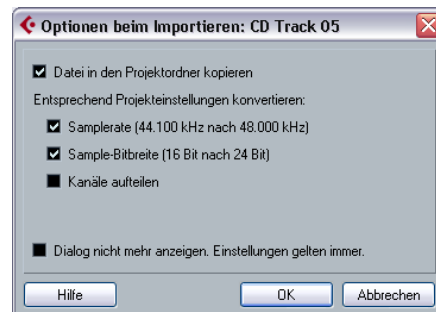 Optionen beim Importieren: CD Track 05
Datei in den Projektordner kopieren
Entsprechend Projekteinstellungen konvertieren:
Samplerate (44.100 kHz nach 48.000 kHz)
Sample-Bitbreite (16 Bit nach 24 Bit)
Kanäle aufteilen
Dialog nicht mehr anzeigen. Einstellungen gelten immer.
Hilfe
OK
Abbrechen